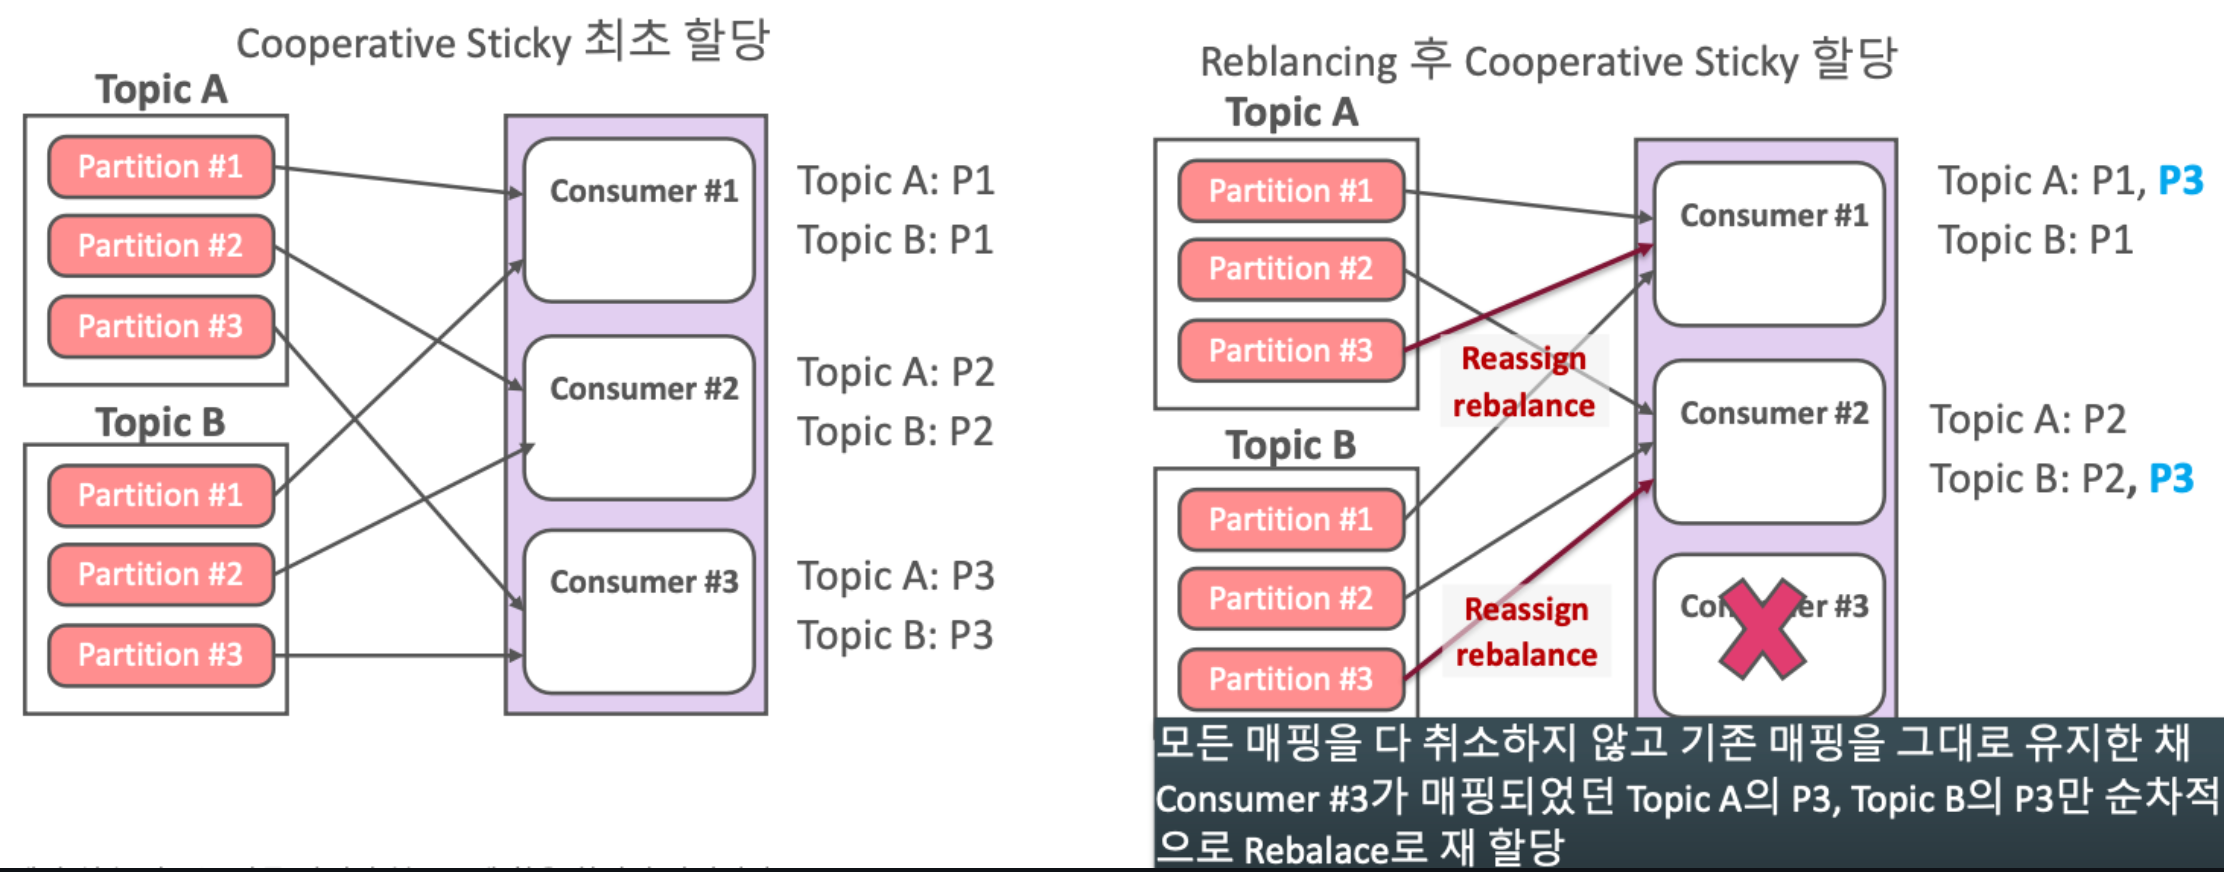 Cooperative Sticky 최초 할당
Topic A
Partition #1
Partition #2
Partition #3
Topic B
Partition #1
Partition #2
Partition #3
Consumer #1
Consumer #2
Consumer #3
Topic A: P1
Topic B: P1
Topic A: P2
Topic B: P2
Topic A: P3
Topic B: P3
Reblancing 후 Cooperative Sticky 할당
Topic A
Partition #1
Partition #2
Partition #3
Topic B
Partition #1
Partition #2
Partition #3
Reassign
rebalance
Reassign
rebalance
Consumer #1
Consumer #2
#3
Topic A: P1, P3
Topic B: P1
Topic A: P2
Topic B: P2, P3
모든 매핑을 다 취소하지 않고 기존 매핑을 그대로 유지한 채
Consumer #3가 매핑되었던 Topic A의 P3, Topic B의 P3만 순차적
으로 Rebalace로 재 할당